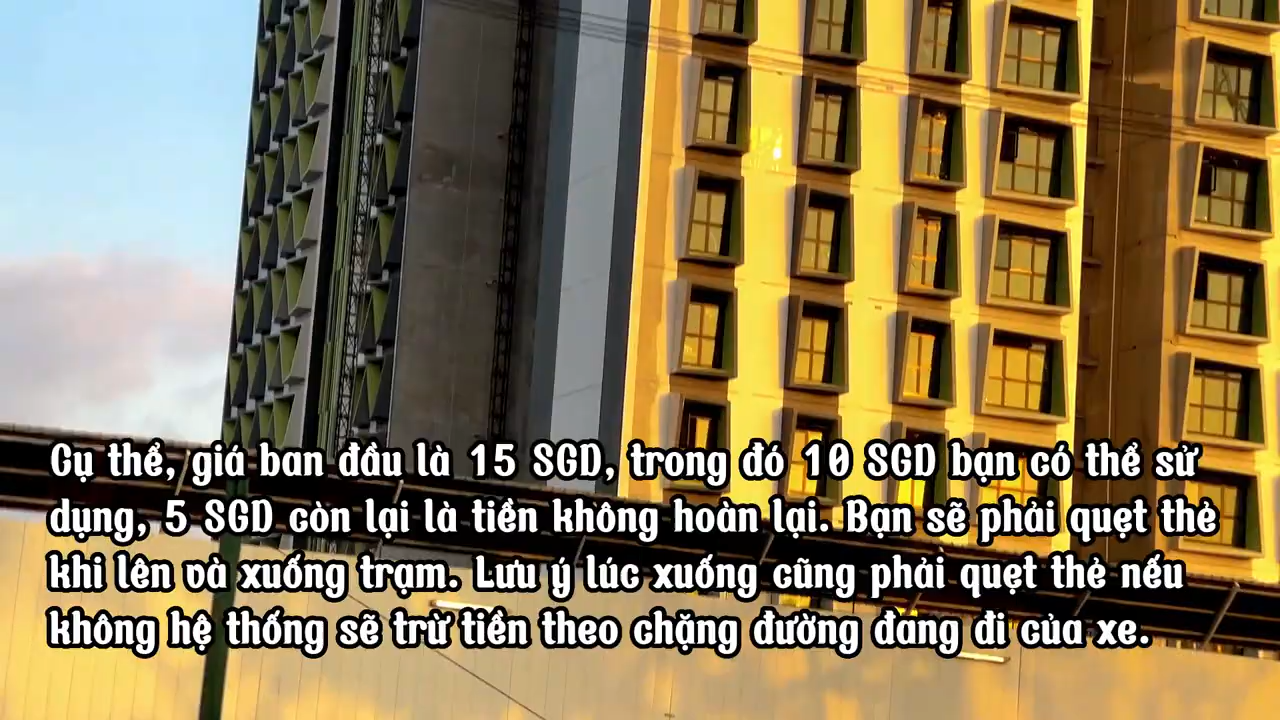 Cụ thể, giá ban đầu là 15 SGD, trong đó 10 SGD bạn có thể sử
dụng, 5 SGD còn lại là tiền không hoàn lại. Bạn sẽ phải quẹt thẻ
khi lên và xuống trạm. Lưu ý lúc xuống cũng phải quẹt thẻ nếu
không hệ thống sẽ trừ tiền theo chặng đường đang đi của xe.